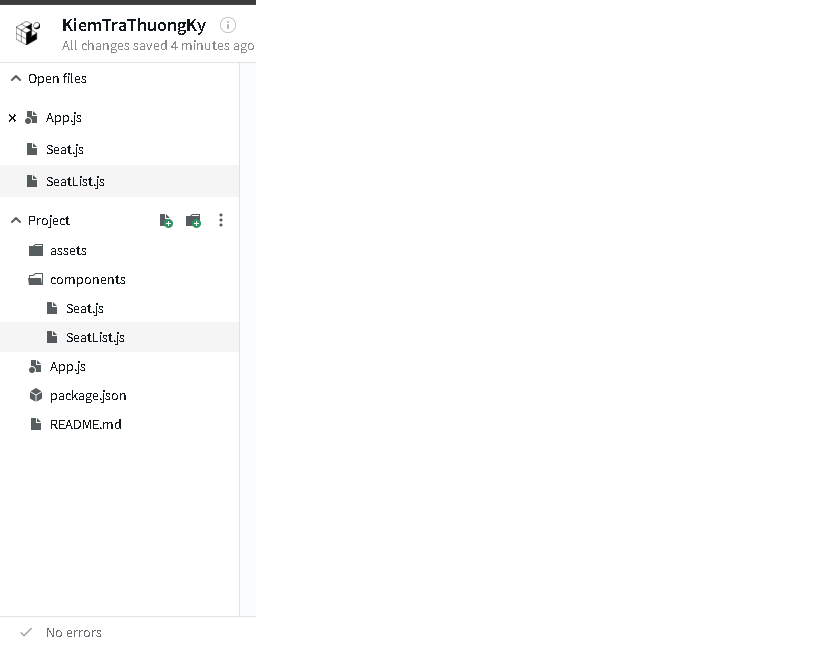 KiemTraThuongKy
All changes saved 4 minutes ago
Open files
App.js
Seat.js
SeatList.js
Project
assets
components
Seat.js
SeatList.js
App.js
package.json
README.md
No errors